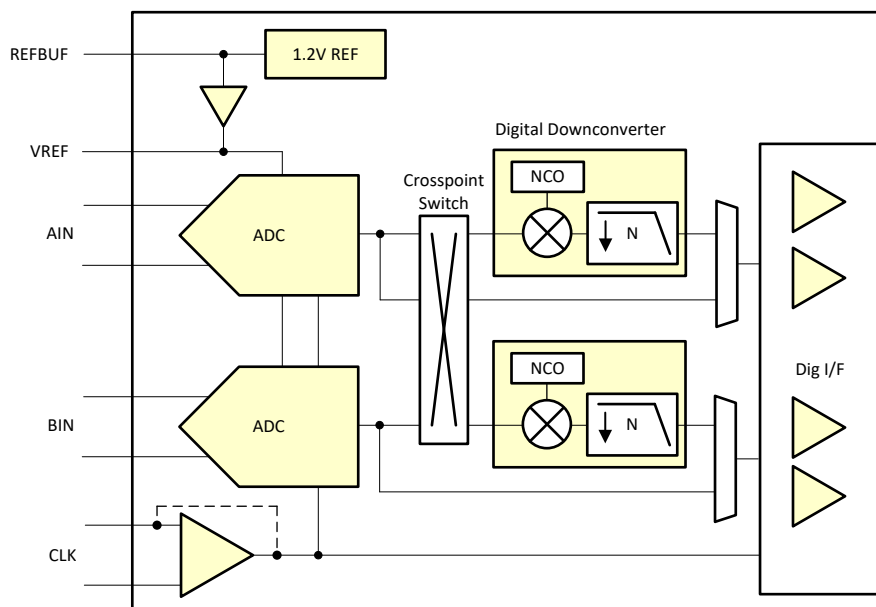 REFBUF
1.2V REF
VREF
Digital Downconverter
NCO
Crosspoint
Switch
AIN
ADC
N
Dig I/F
NCO
BIN
ADC
N
CLK